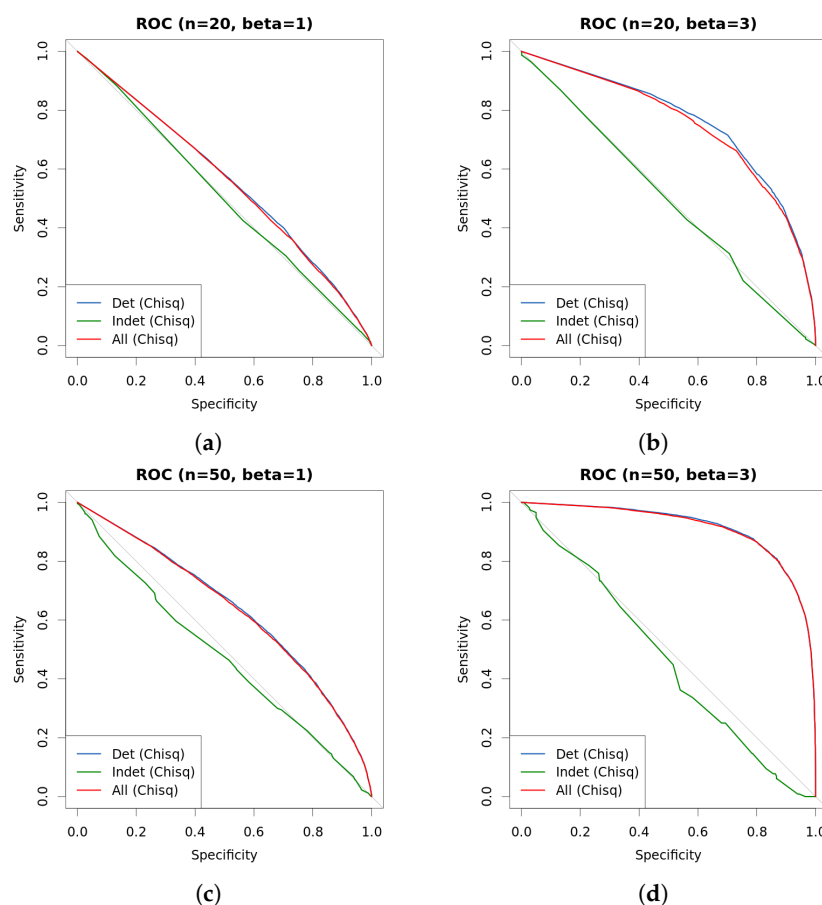 ROC (n=20, beta=1)
Sensitivity
0.0 0.2 0.4 0.6 0.8 1.0
Det (Chisq)
Indet (Chisq)
All (Chisq)
0.0 0.2 0.4 0.6 0.8 1.0
Specificity
(a)
ROC (n=20, beta=3)
Sensitivity
0.0 0.2 0.4 0.6 0.8 1.0
Det (Chisq)
Indet (Chisq)
All (Chisq)
0.0 0.2 0.4 0.6 0.8 1.0
Specificity
(b)
ROC (n=50, beta=1)
Sensitivity
0.0 0.2 0.4 0.6 0.8 1.0
Det (Chisq)
Indet (Chisq)
All (Chisq)
0.0 0.2 0.4 0.6 0.8 1.0
Specificity
(c)
ROC (n=50, beta=3)
Sensitivity
0.0 0.2 0.4 0.6 0.8 1.0
Det (Chisq)
Indet (Chisq)
All (Chisq)
0.0 0.2 0.4 0.6 0.8 1.0
Specificity
(d)